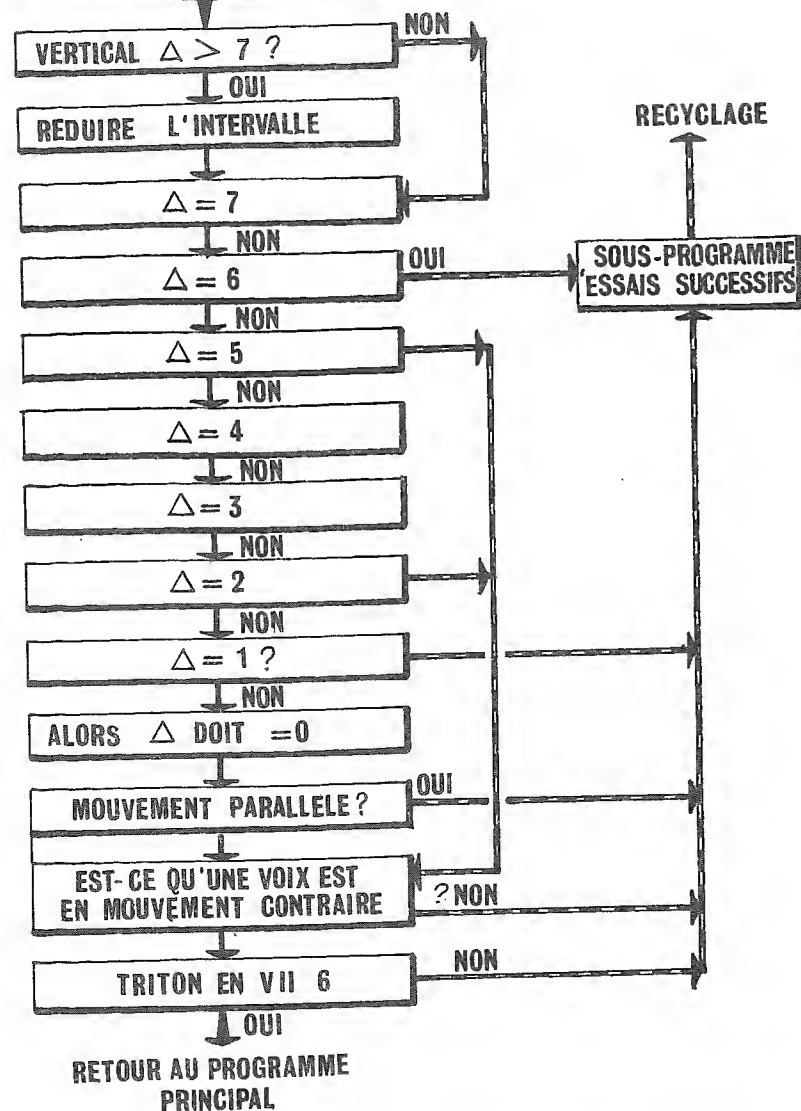 NON
VERTICAL △ > 7 ?
OUI
REDUIRE L'INTERVALLE
RECYCLAGE
△ = 7
NON
OUI
SOUS-PROGRAMME
'ESSAIS SUCCESSIFS'
△ = 6
NON
△ = 5
NON
△ = 4
NON
△ = 3
NON
△ = 2
NON
△ = 1 ?
NON
ALORS △ DOIT =0
MOUVEMENT PARALLELE ?
OUI
EST-CE QU'UNE VOIX EST
EN MOUVEMENT CONTRAIRE
? NON
TRITON EN VII 6
NON
OUI
RETOUR AU PROGRAMME
PRINCIPAL